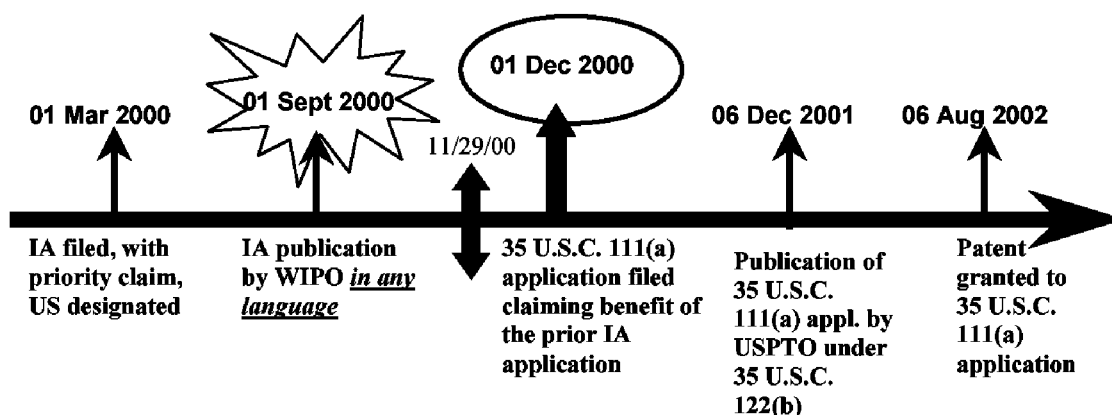 01 Mar 2000
01 Sept 2000
11/29/00
01 Dec 2000
06 Dec 2001
06 Aug 2002
IA filed, with
priority claim,
US designated
IA publication
by WIPO in any
language
35 U.S.C. 111(a)
application filed
claiming benefit of
the prior IA
application
Publication of
35 U.S.C.
111(a) appl. by
USPTO under
35 U.S.C.
122(b)
Patent
granted to
35 U.S.C.
111(a)
application